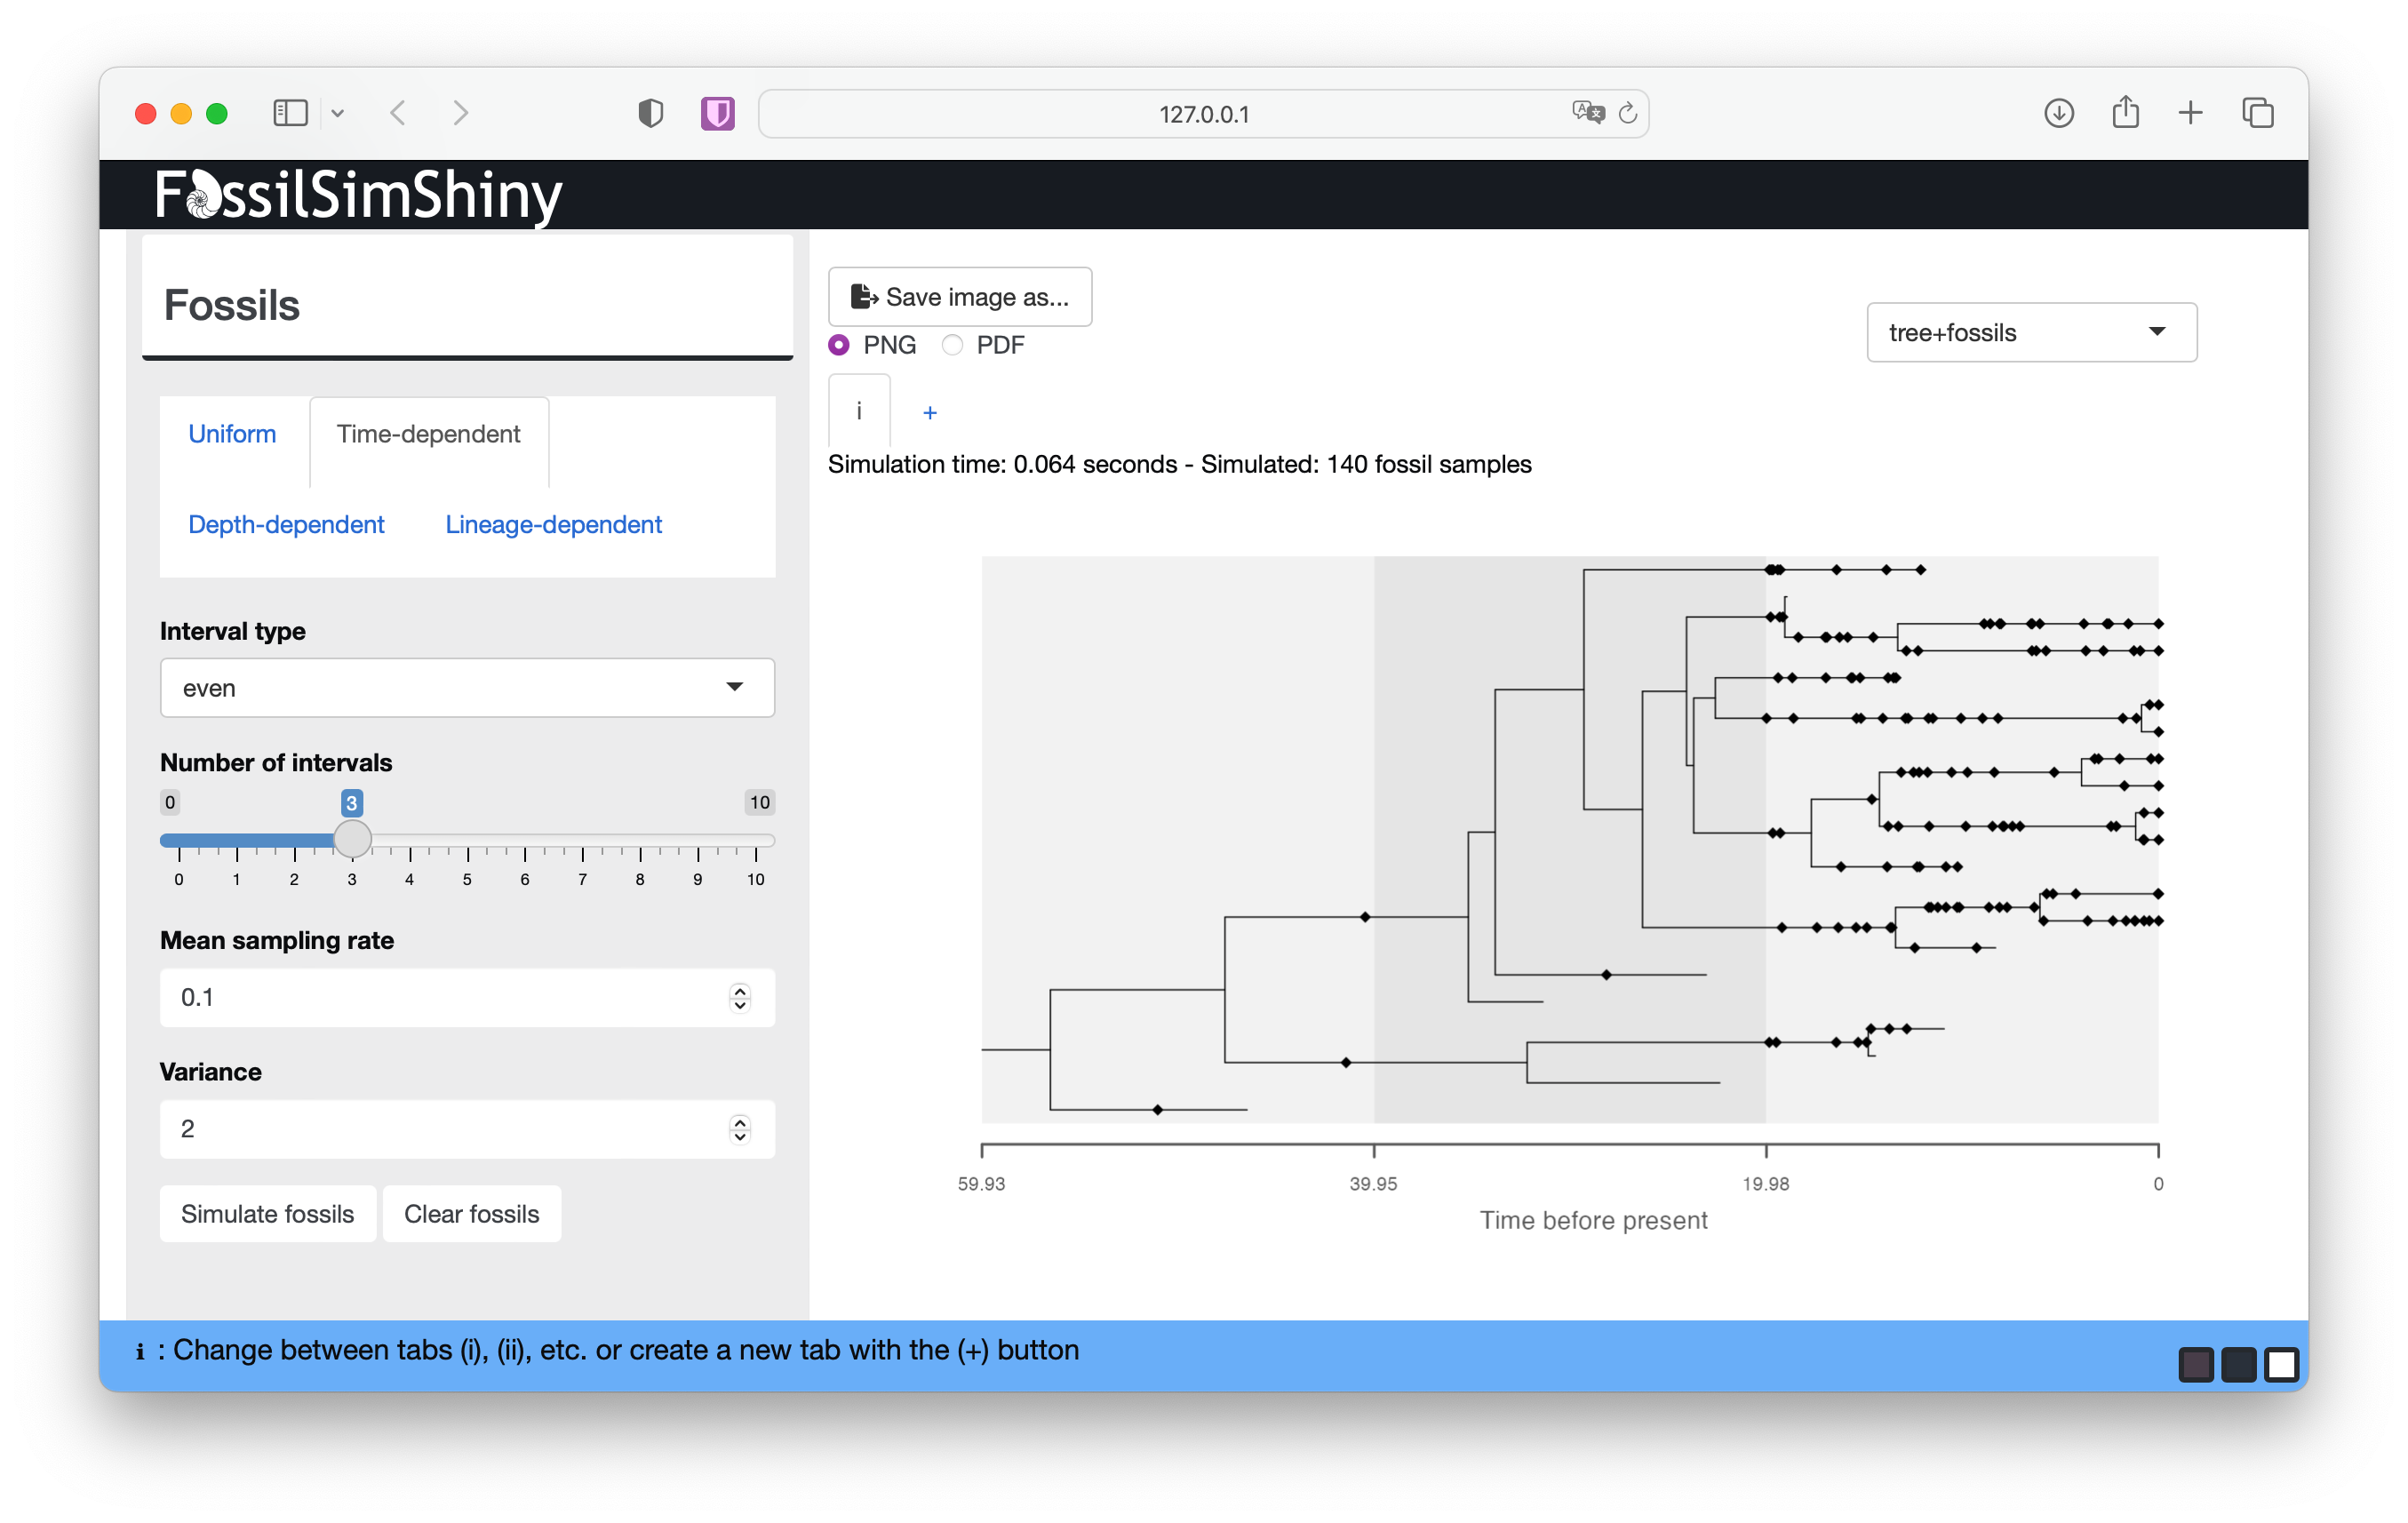 127.0.0.1
FossilSimShiny
Fossils
Uniform
Time-dependent
Depth-dependent
Lineage-dependent
Interval type
even
Number of intervals
0
3
10
0 1 2 3 4 5 6 7 8 9 10
Mean sampling rate
0.1
Variance
2
Simulate fossils
Clear fossils
Save image as...
PNG
PDF
tree+fossils
i
+
Simulation time: 0.064 seconds - Simulated: 140 fossil samples
59.93 39.95 19.98 0
Time before present
i : Change between tabs (i), (ii), etc. or create a new tab with the (+) button